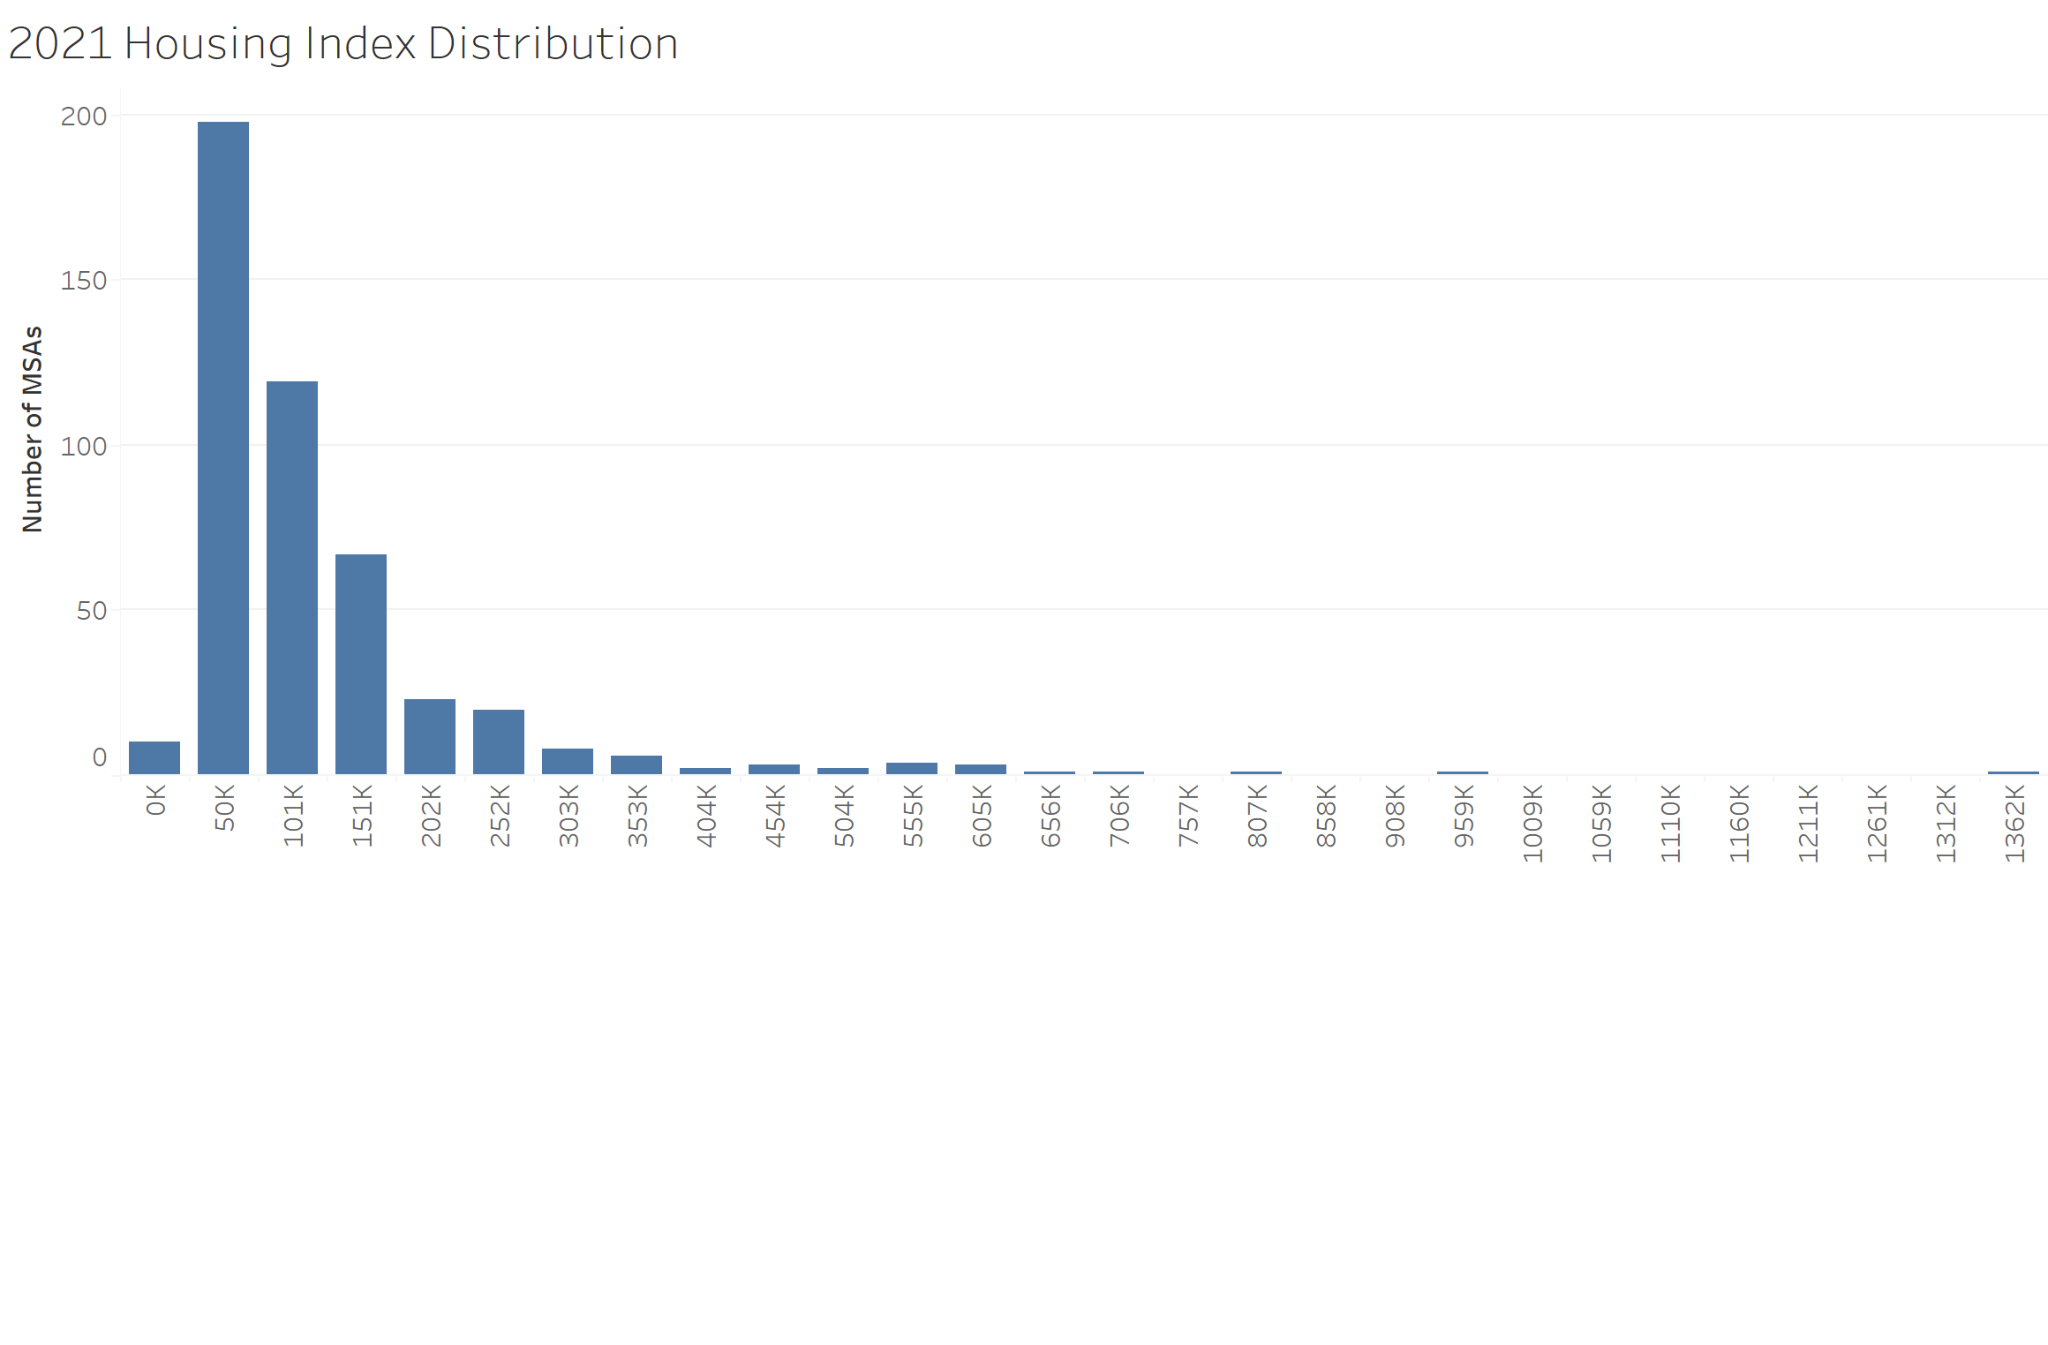 2021 Housing Index Distribution
Number of MSAs
200
150
100
50
0
0K
50K
101K
151K
202K
252K
303K
353K
404K
454K
504K
555K
605K
656K
706K
757K
807K
858K
908K
959K
1009K
1059K
1110K
1160K
1211K
1261K
1312K
1362K